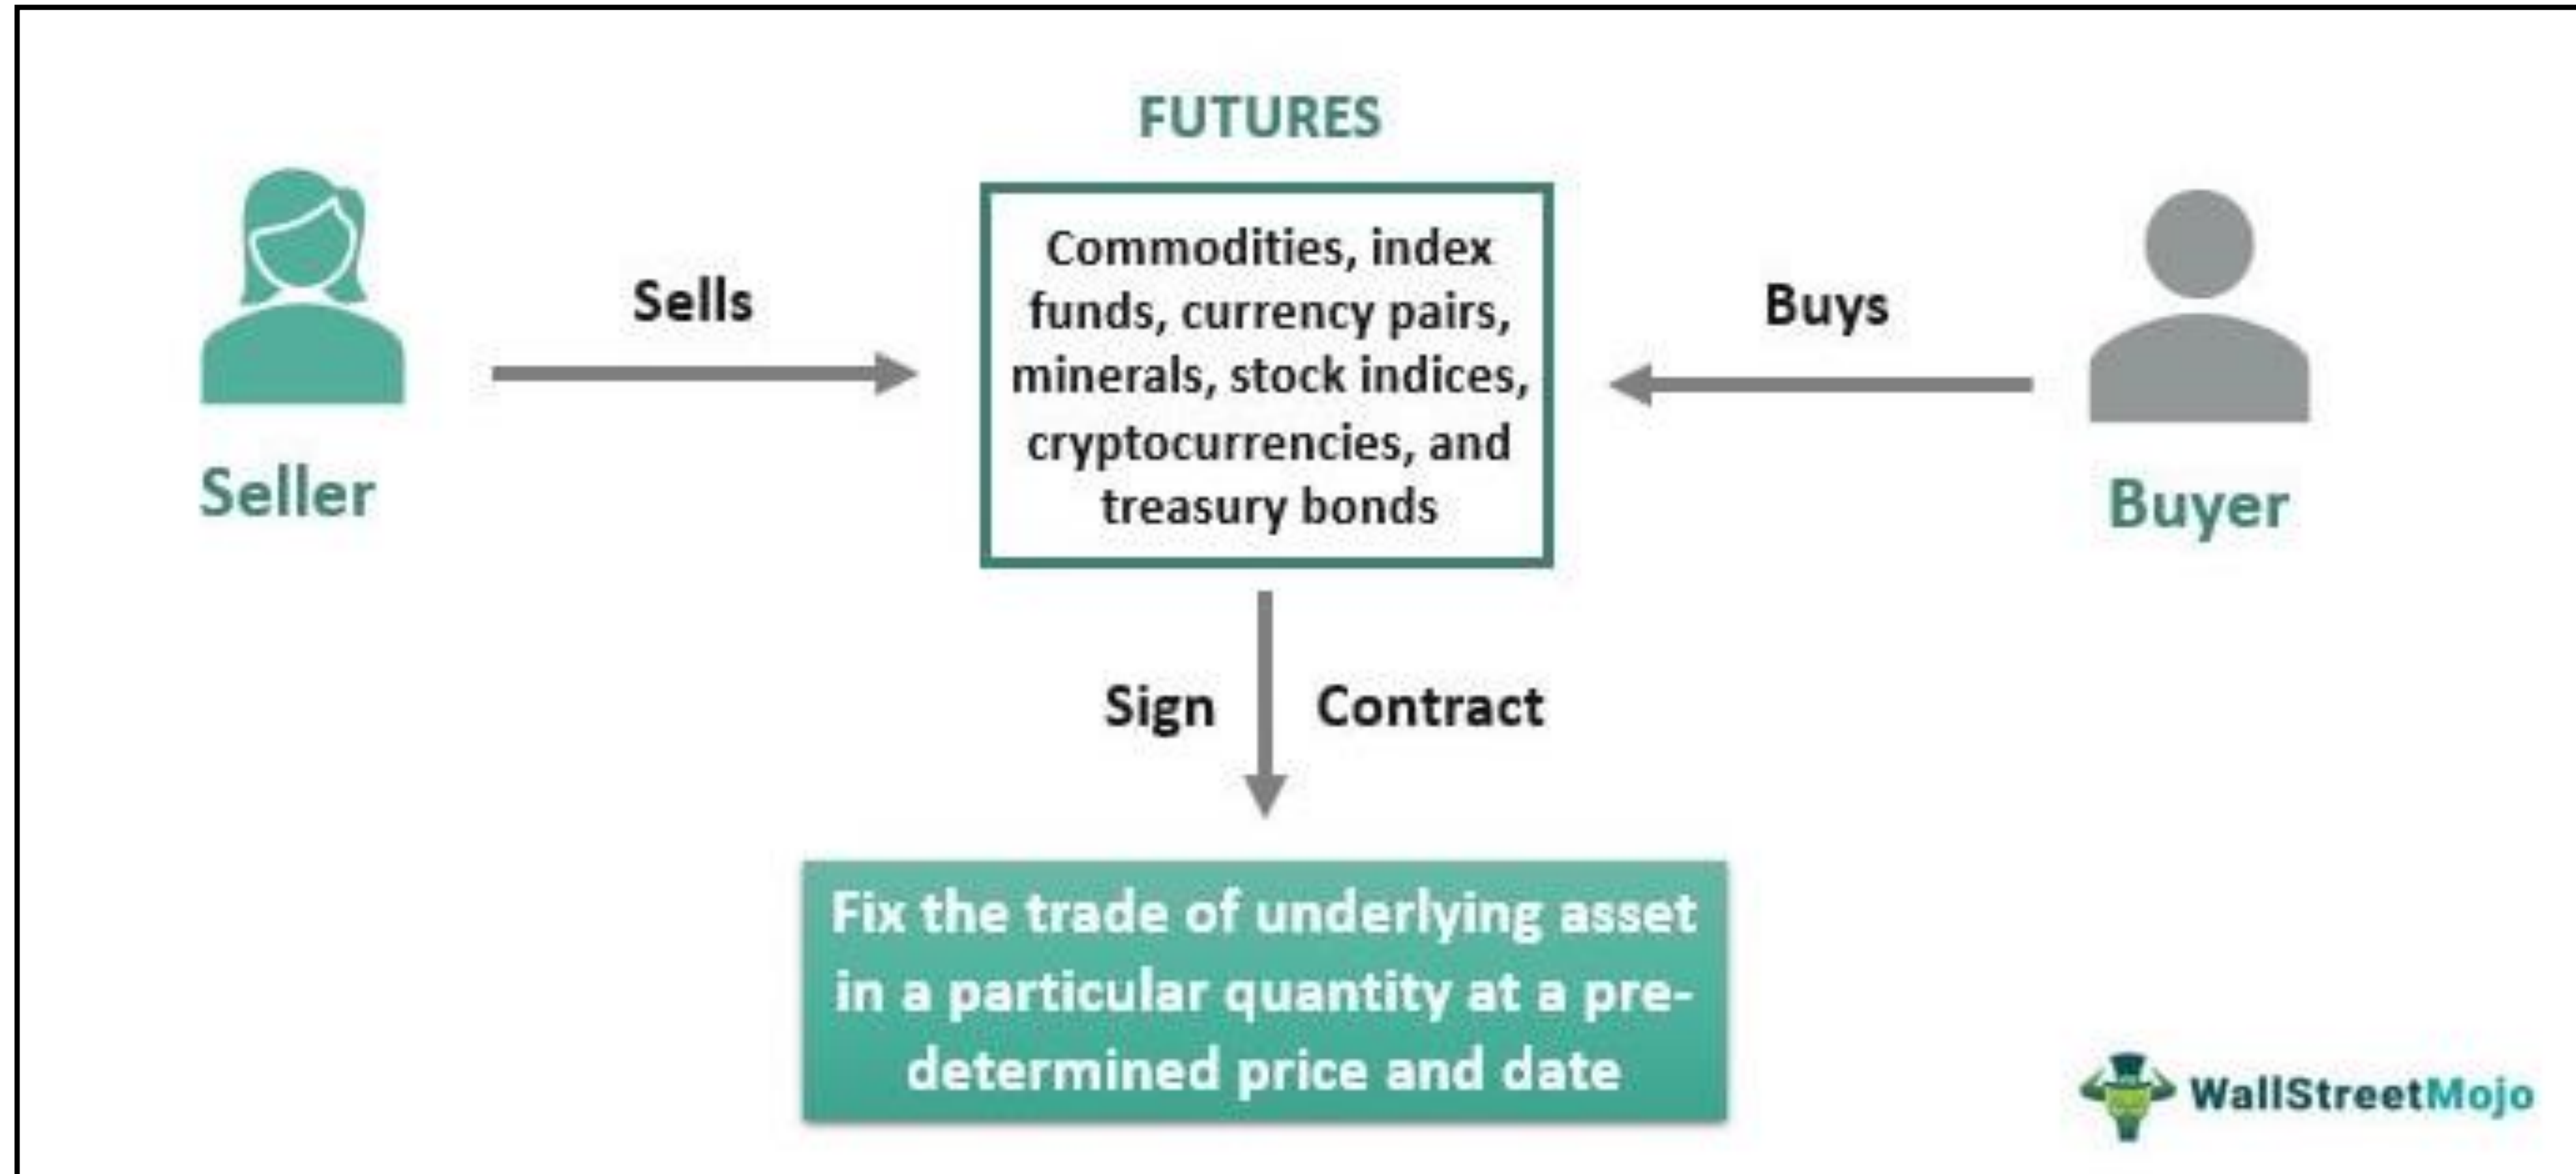 FUTURES
Commodities, index
funds, currency pairs,
minerals, stock indices,
cryptocurrencies, and
treasury bonds
Sells
Buys
Seller
Buyer
Sign Contract
Fix the trade of underlying asset
in a particular quantity at a pre-
determined price and date
WallStreetMojo